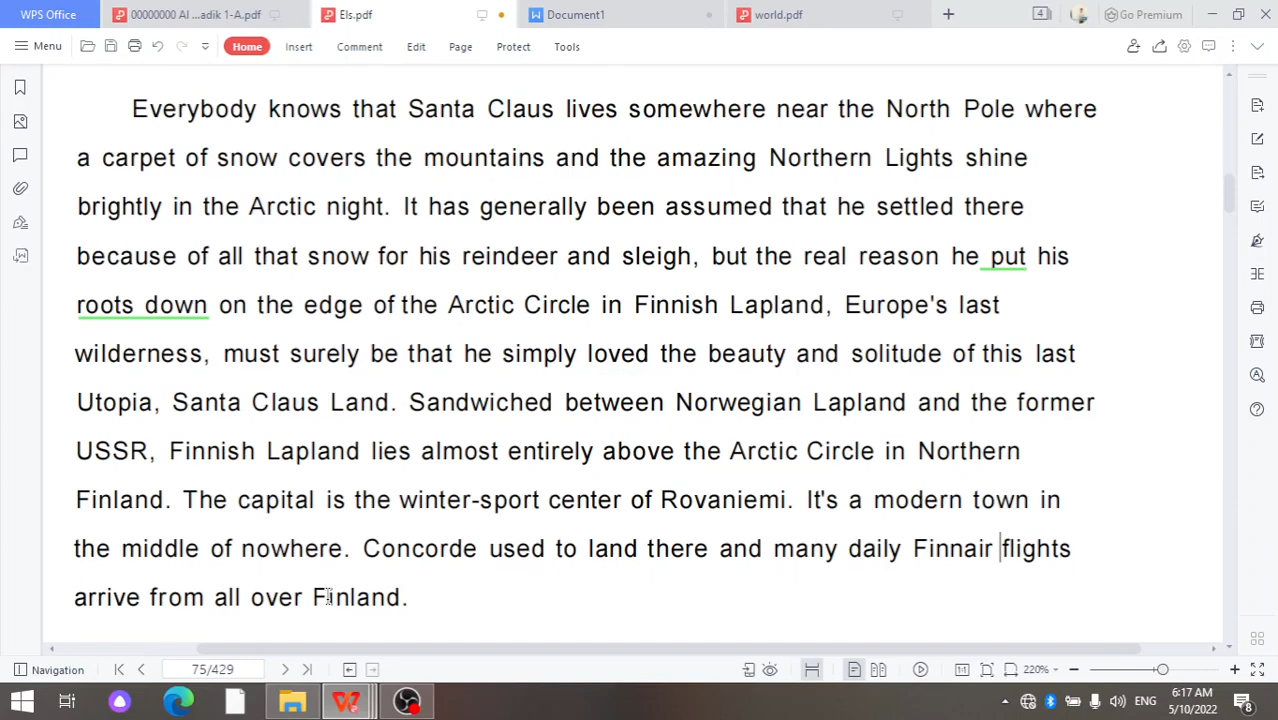 WPS Office 00000000 Al ...adik 1-A.pdf Els.pdf Document1 world.pdf 4 Go Premium
Menu Home Insert Comment Edit Page Protect Tools
Everybody knows that Santa Claus lives somewhere near the North Pole where
a carpet of snow covers the mountains and the amazing Northern Lights shine
brightly in the Arctic night. It has generally been assumed that he settled there
because of all that snow for his reindeer and sleigh, but the real reason he put his
roots down on the edge of the Arctic Circle in Finnish Lapland, Europe's last
wilderness, must surely be that he simply loved the beauty and solitude of this last
Utopia, Santa Claus Land. Sandwiched between Norwegian Lapland and the former
USSR, Finnish Lapland lies almost entirely above the Arctic Circle in Northern
Finland. The capital is the winter-sport center of Rovaniemi. It's a modern town in
the middle of nowhere. Concorde used to land there and many daily Finnair flights
arrive from all over Finland.
Navigation 75/429 220%
ENG 6:17 AM
5/10/2022 8